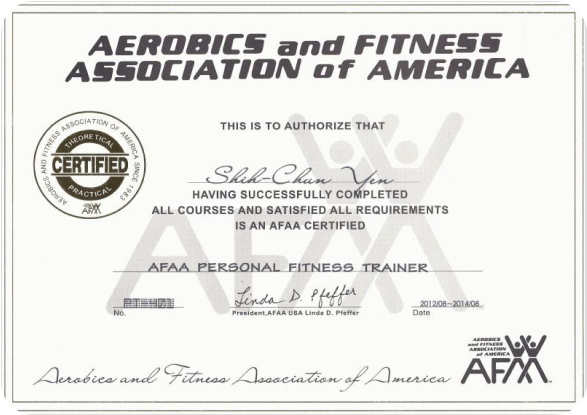 AEROBICS and FITNESS
ASSOCIATION of AMERICA
THIS IS TO AUTHORIZE THAT
AEROBICS AND FITNESS ASSOCIATION OF AMERICA SINCE 1983
THEORETICAL
CERTIFIED
PRACTICAL
AFAA
Shih-Chun Yen
HAVING SUCCESSFULLY COMPLETED
ALL COURSES AND SATISFIED ALL REQUIREMENTS
IS AN AFAA CERTIFIED
AFAA
AFAA PERSONAL FITNESS TRAINER
Linda D. Pfeffer
2012/08~2014/08
No.
President,AFAA USA Linda D. Pfeffer
Date
AEROBICS
and FITNESS
ASSOCIATION
of AMERICA
AFAA
Aerobics and Fitness Association of America